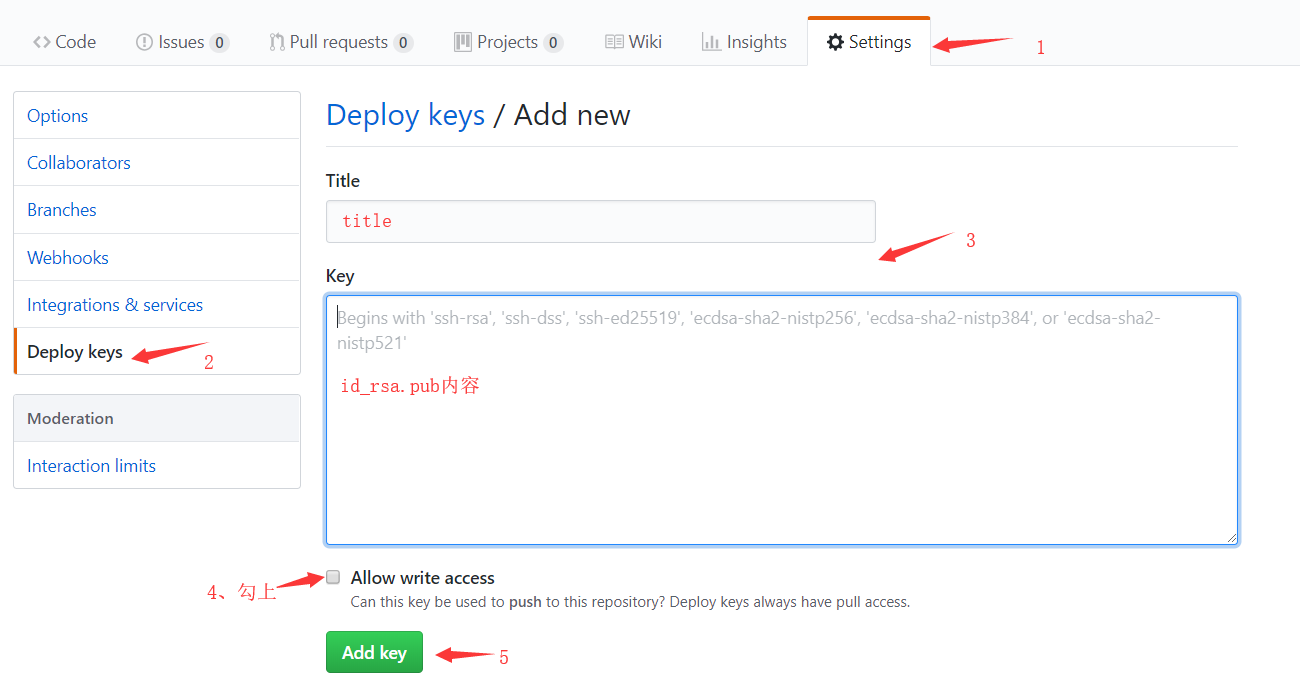 Code Issues 0 Pull requests 0 Projects 0 Wiki Insights Settings 1
Options
Collaborators
Branches
Webhooks
Integrations & services
Deploy keys 2
Moderation
Interaction limits
Deploy keys / Add new
Title
title
3
Key
Begins with 'ssh-rsa', 'ssh-dss', 'ssh-ed25519', 'ecdsa-sha2-nistp256', 'ecdsa-sha2-nistp384', or 'ecdsa-sha2-
nistp521'
id_rsa.pub内容
4、勾上 Allow write access
Can this key be used to push to this repository? Deploy keys always have pull access.
Add key 5